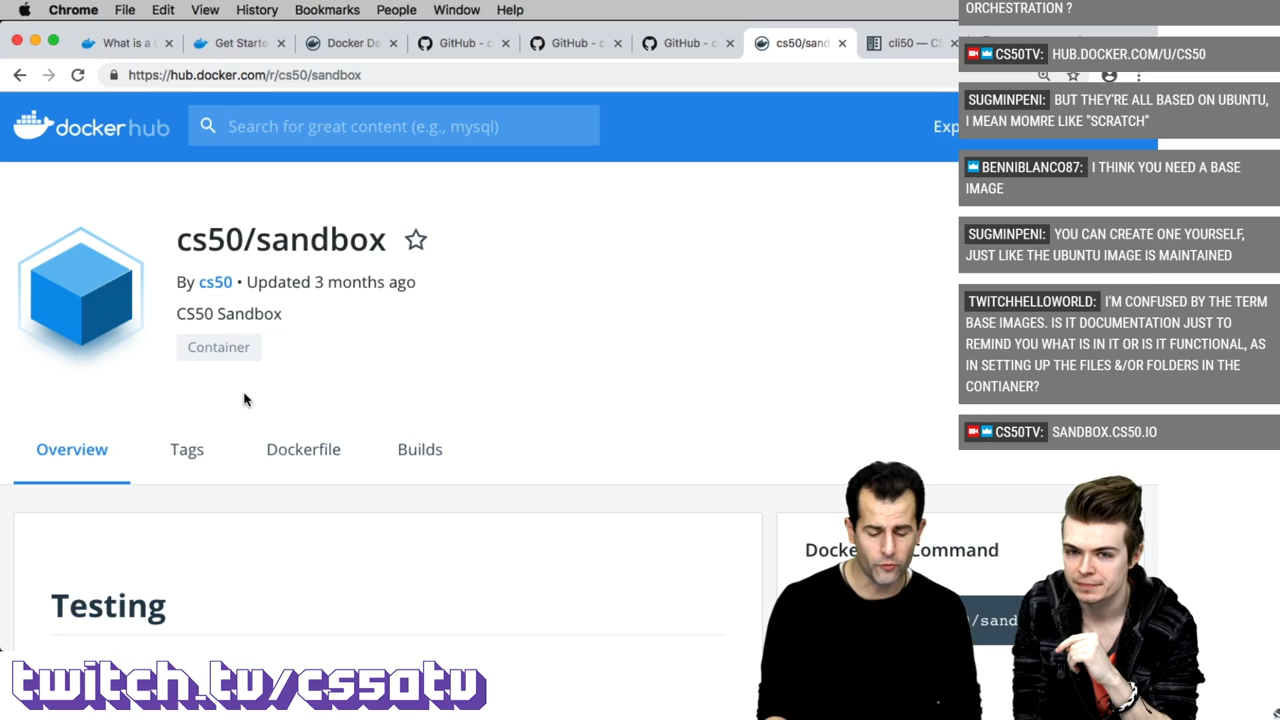 Chrome File Edit View History Bookmarks People Window Help
What is a
Get Starte
Docker De
GitHub - c
GitHub - c
GitHub - c
cs50/sand
cli50 — CS
https://hub.docker.com/r/cs50/sandbox
docker hub
Search for great content (e.g., mysql)
Exp
cs50/sandbox
By cs50 • Updated 3 months ago
CS50 Sandbox
Container
Overview Tags Dockerfile Builds
Testing
Docke
Command
/sand
twitch.tv/cs50tv
ORCHESTRATION ?
CS50TV: HUB.DOCKER.COM/U/CS50
SUGMINPENI: BUT THEY'RE ALL BASED ON UBUNTU,
I MEAN MOMRE LIKE "SCRATCH"
BENNIBLANCO87: I THINK YOU NEED A BASE
IMAGE
SUGMINPENI: YOU CAN CREATE ONE YOURSELF,
JUST LIKE THE UBUNTU IMAGE IS MAINTAINED
TWITCHHELLOWORLD: I'M CONFUSED BY THE TERM
BASE IMAGES. IS IT DOCUMENTATION JUST TO
REMIND YOU WHAT IS IN IT OR IS IT FUNCTIONAL, AS
IN SETTING UP THE FILES &/OR FOLDERS IN THE
CONTIANER?
CS50TV: SANDBOX.CS50.IO